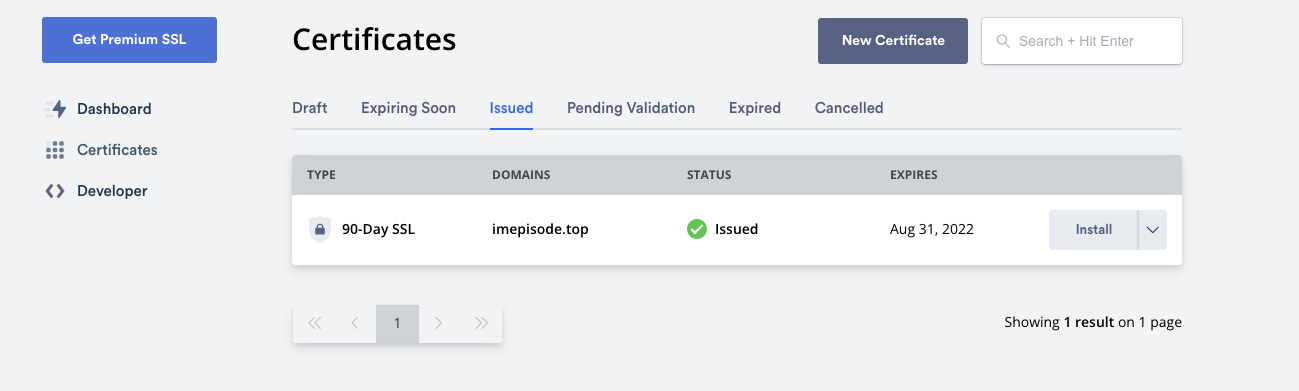 Get Premium SSL
Certificates
New Certificate
Search + Hit Enter
Dashboard
Certificates
Developer
Draft Expiring Soon Issued Pending Validation Expired Cancelled
TYPE DOMAINS STATUS EXPIRES
90-Day SSL imepisode.top Issued Aug 31, 2022 Install
1
Showing 1 result on 1 page